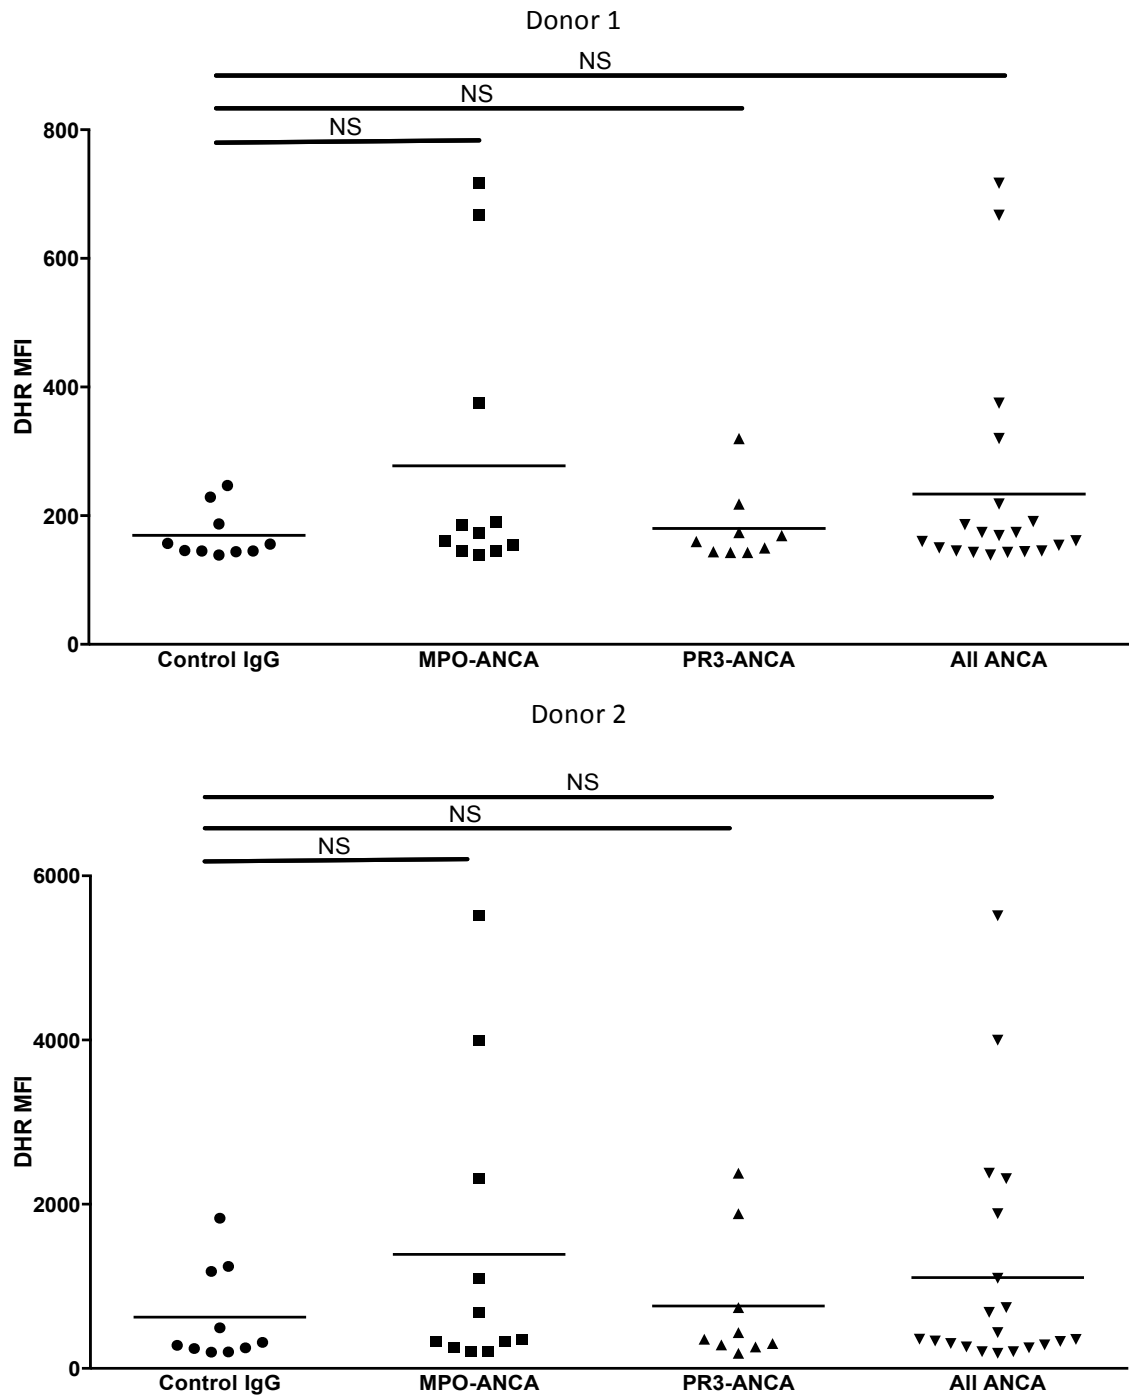 Donor 1
NS
NS
NS
800
600
400
200
0
DHR MFI
Control IgG MPO-ANCA PR3-ANCA All ANCA
Donor 2
NS
NS
NS
6000
4000
2000
0
DHR MFI
Control IgG MPO-ANCA PR3-ANCA All ANCA